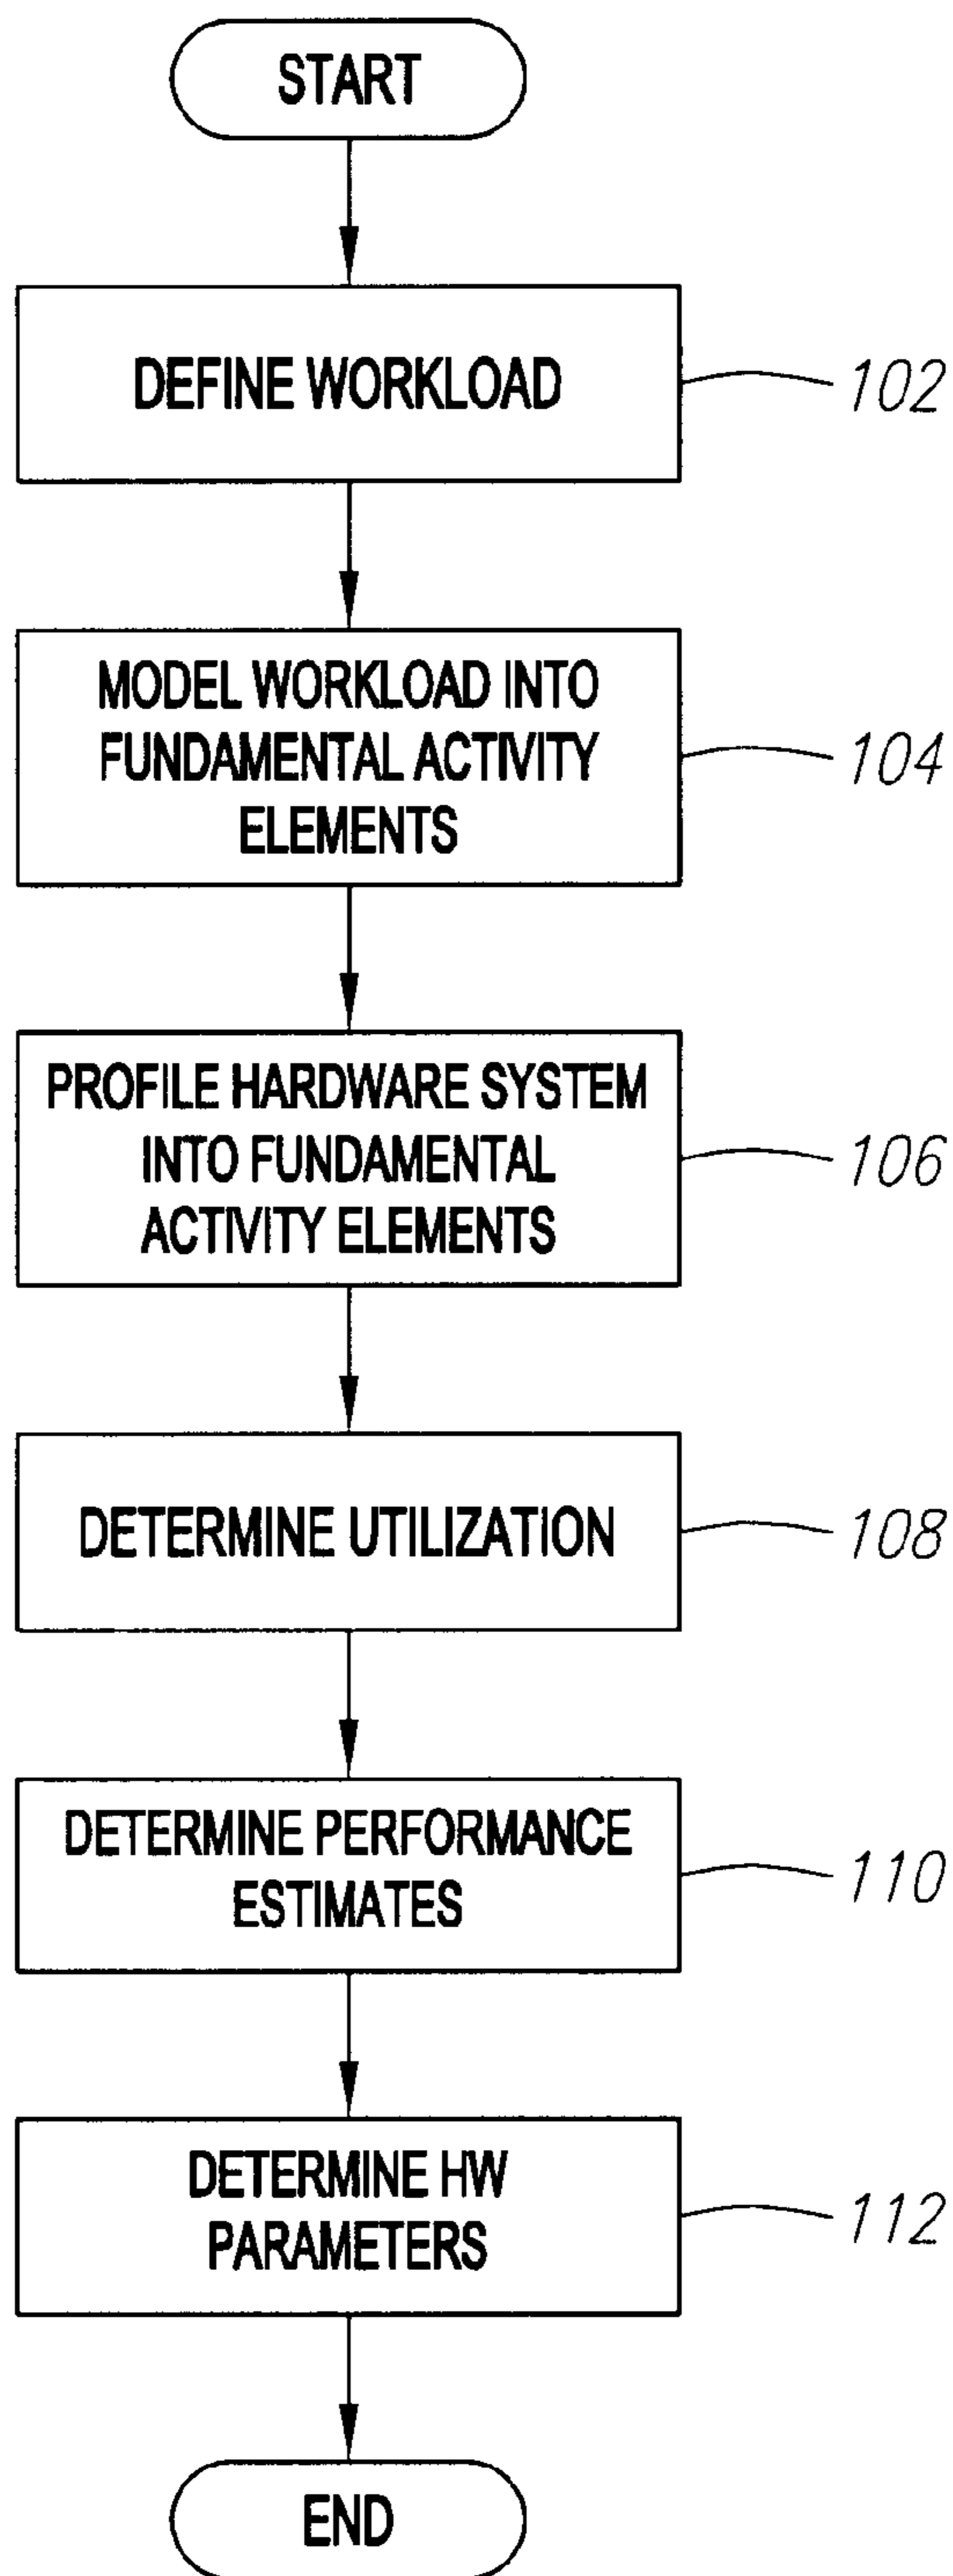 START
DEFINE WORKLOAD
102
MODEL WORKLOAD INTO
FUNDAMENTAL ACTIVITY
ELEMENTS
104
PROFILE HARDWARE SYSTEM
INTO FUNDAMENTAL
ACTIVITY ELEMENTS
106
DETERMINE UTILIZATION
108
DETERMINE PERFORMANCE
ESTIMATES
110
DETERMINE HW
PARAMETERS
112
END